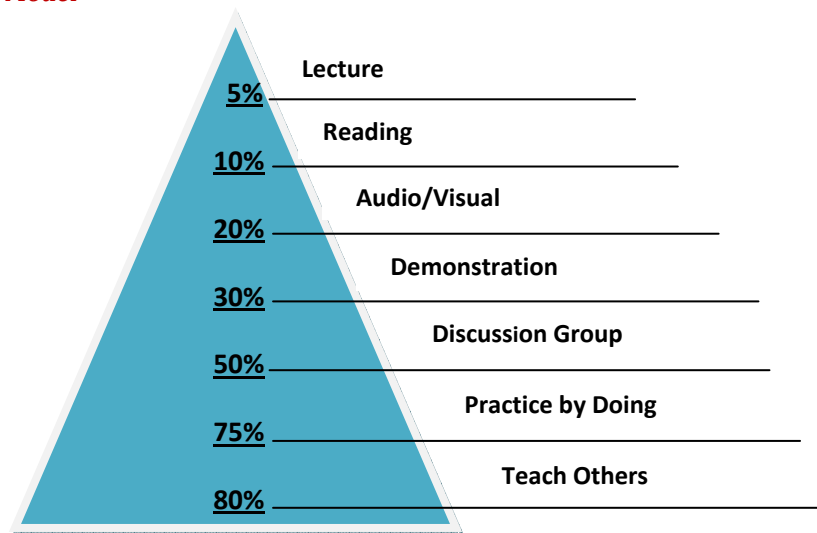 Lecture
5%
Reading
10%
Audio/Visual
20%
Demonstration
30%
Discussion Group
50%
Practice by Doing
75%
Teach Others
80%